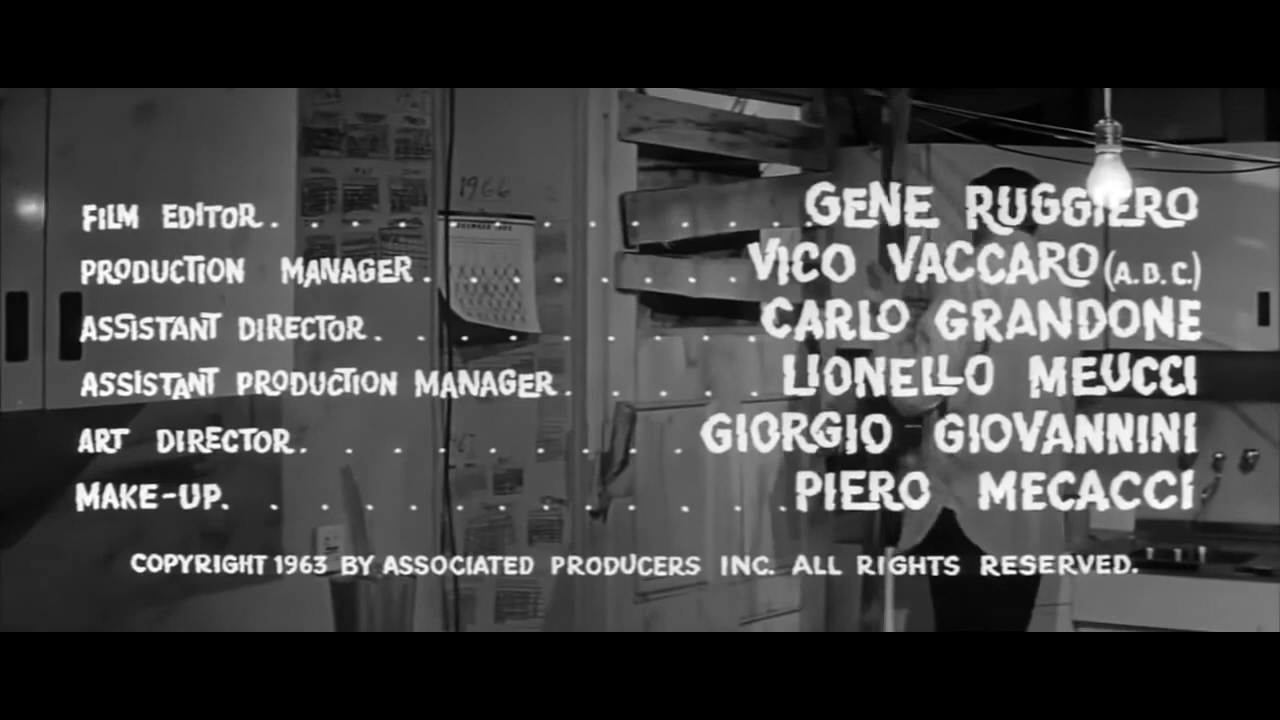 1966
FILM EDITOR. . . . . . . . . . . . GENE RUGGIERO
PRODUCTION MANAGER. . . . . . . . VICO VACCARO (A.B.C.)
ASSISTANT DIRECTOR. . . . . . . . . CARLO GRANDONE
ASSISTANT PRODUCTION MANAGER. . . . . LIONELLO MEUCCI
ART DIRECTOR. . . . . . . . . GIORGIO GIOVANNINI
MAKE-UP. . . . . . . . . . . . . PIERO MECACCI
COPYRIGHT 1963 BY ASSOCIATED PRODUCERS INC. ALL RIGHTS RESERVED.